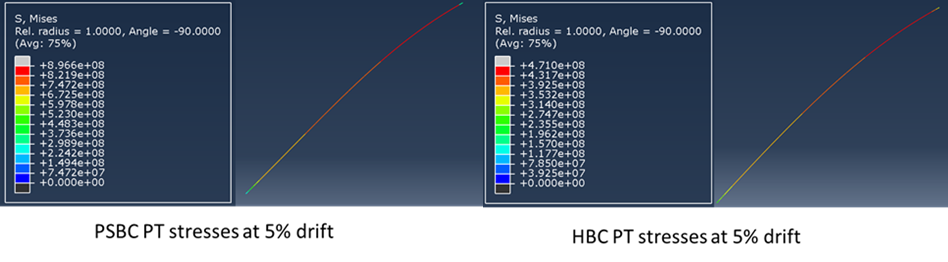 S, Mises
Rel. radius = 1.0000, Angle = -90.0000
(Avg: 75%)
+8.966e+08
+8.219e+08
+7.472e+08
+6.725e+08
+5.978e+08
+5.230e+08
+4.483e+08
+3.736e+08
+2.989e+08
+2.242e+08
+1.494e+08
+7.472e+07
+0.000e+00
S, Mises
Rel. radius = 1.0000, Angle = -90.0000
(Avg: 75%)
+4.710e+08
+4.317e+08
+3.925e+08
+3.532e+08
+3.140e+08
+2.747e+08
+2.355e+08
+1.962e+08
+1.570e+08
+1.177e+08
+7.850e+07
+3.925e+07
+0.000e+00
PSBC PT stresses at 5% drift
HBC PT stresses at 5% drift